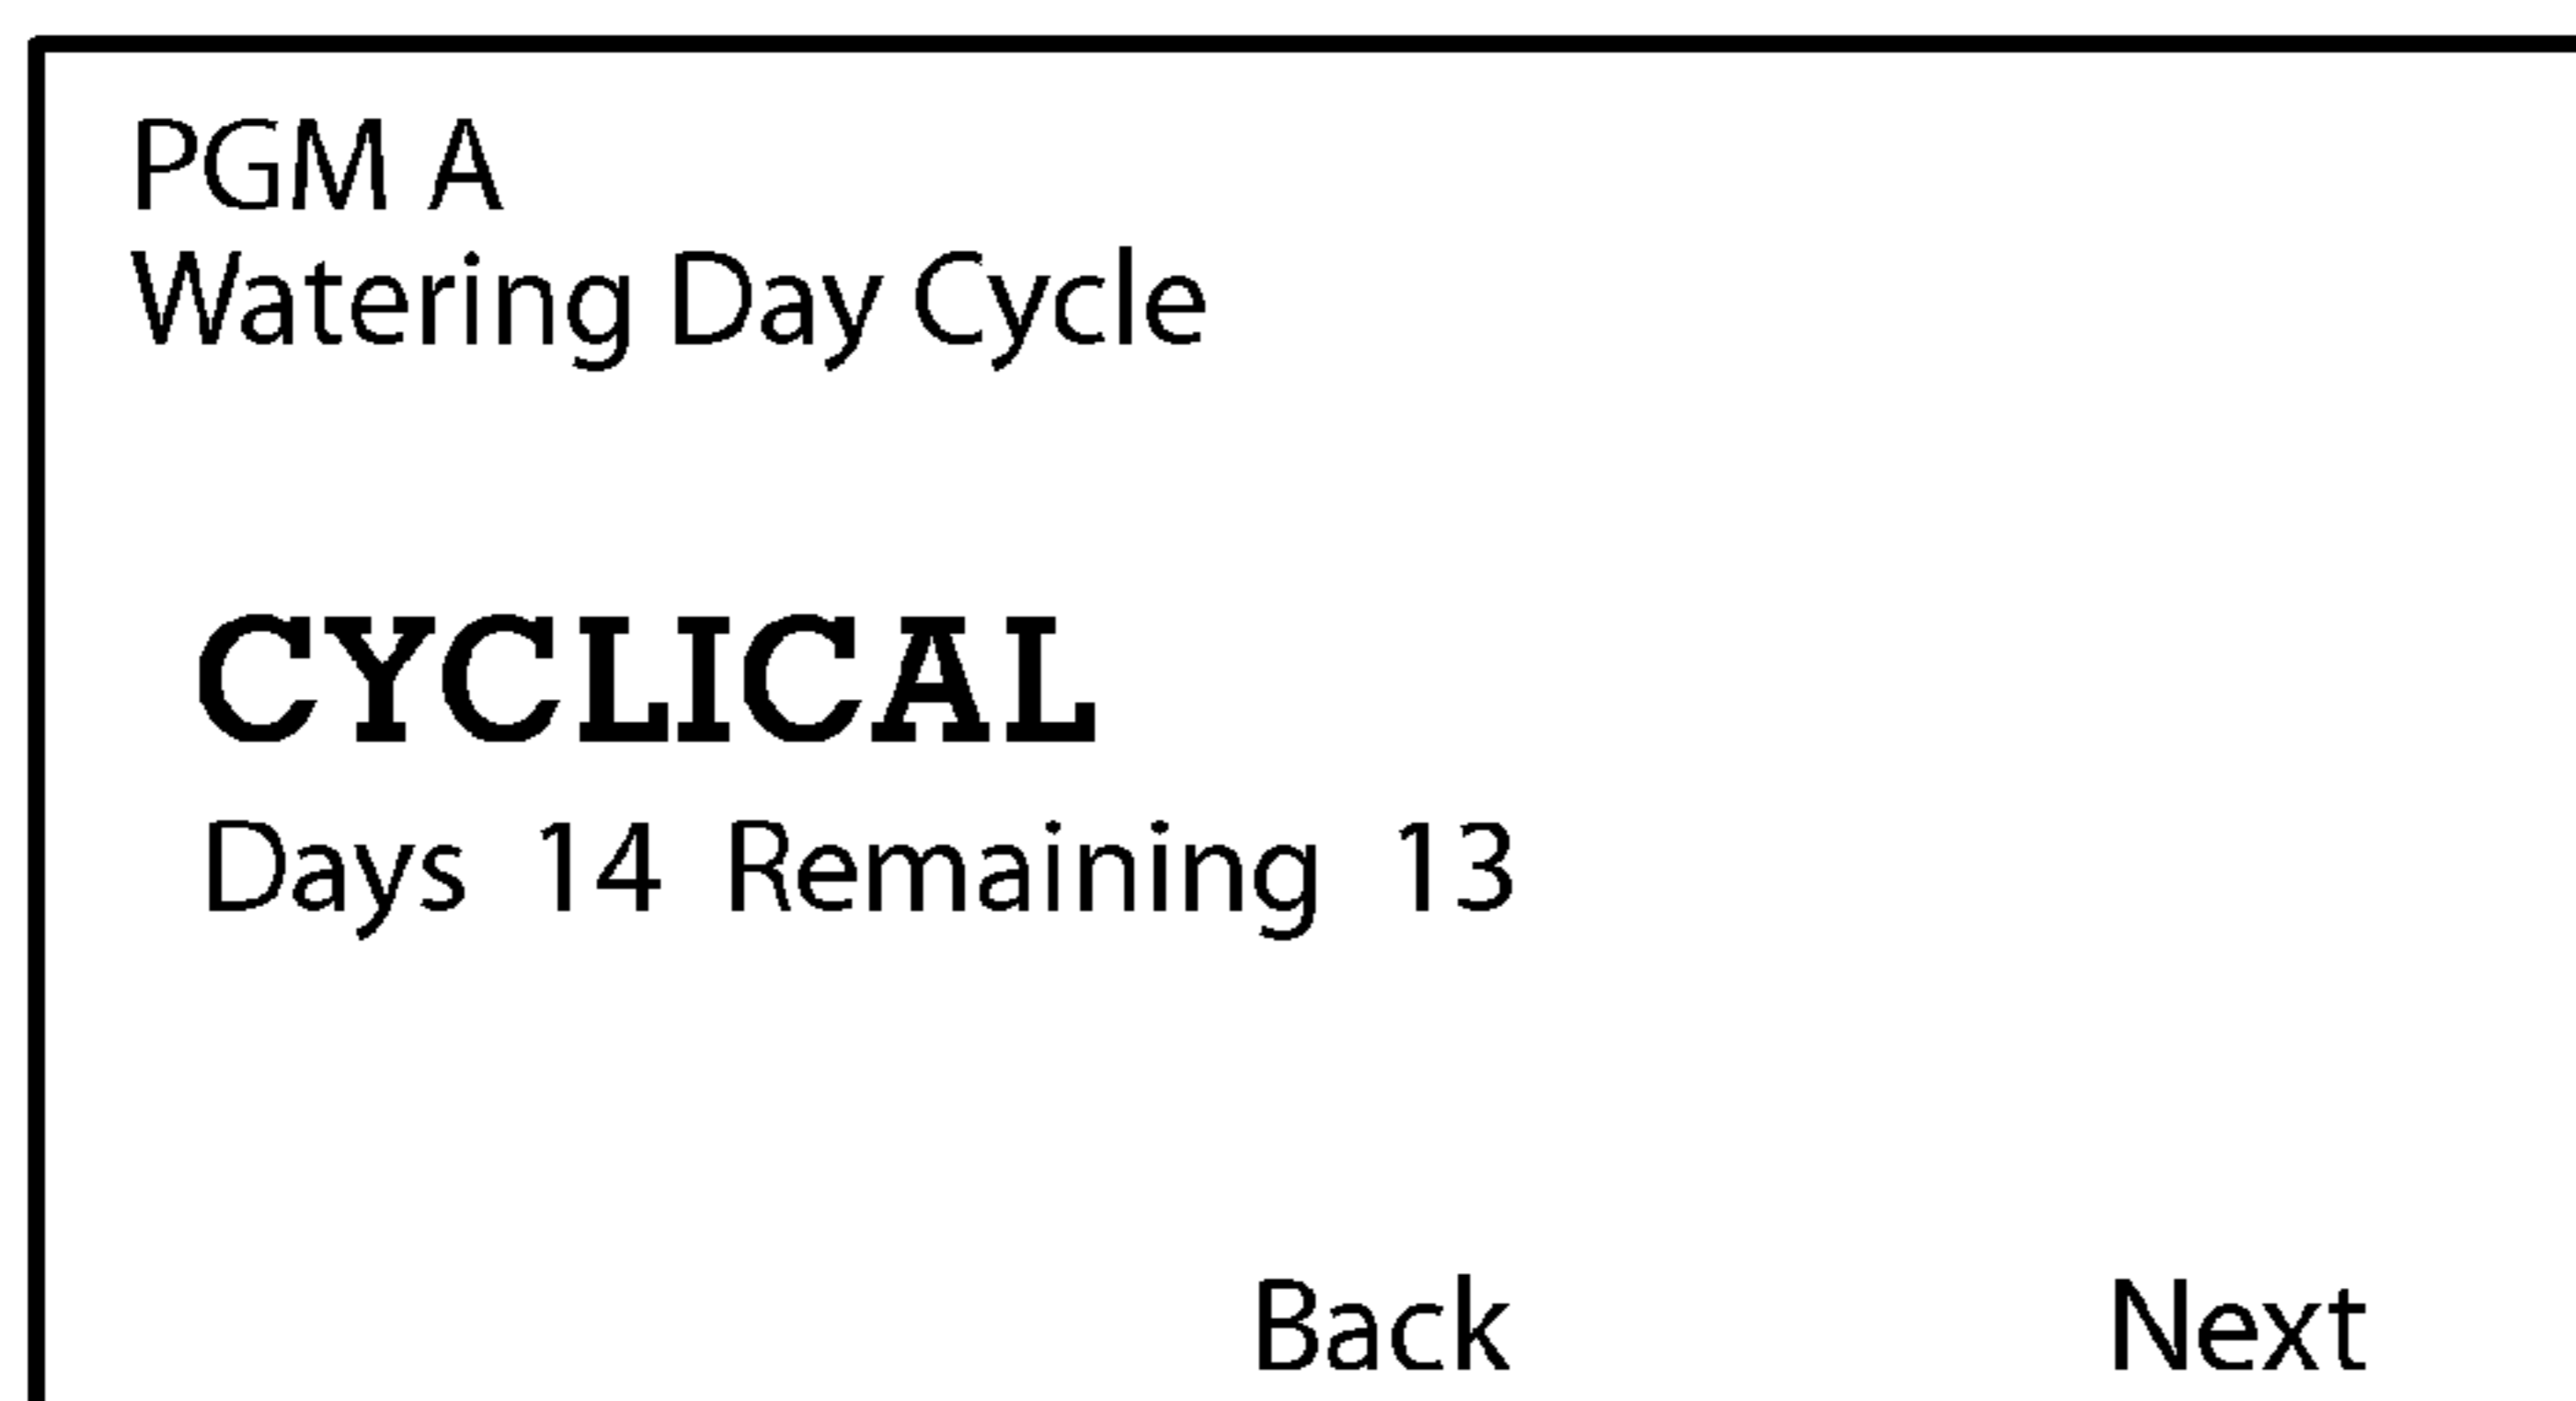 PGM A
Watering Day Cycle
CYCLICAL
Days 14 Remaining 13
Back Next